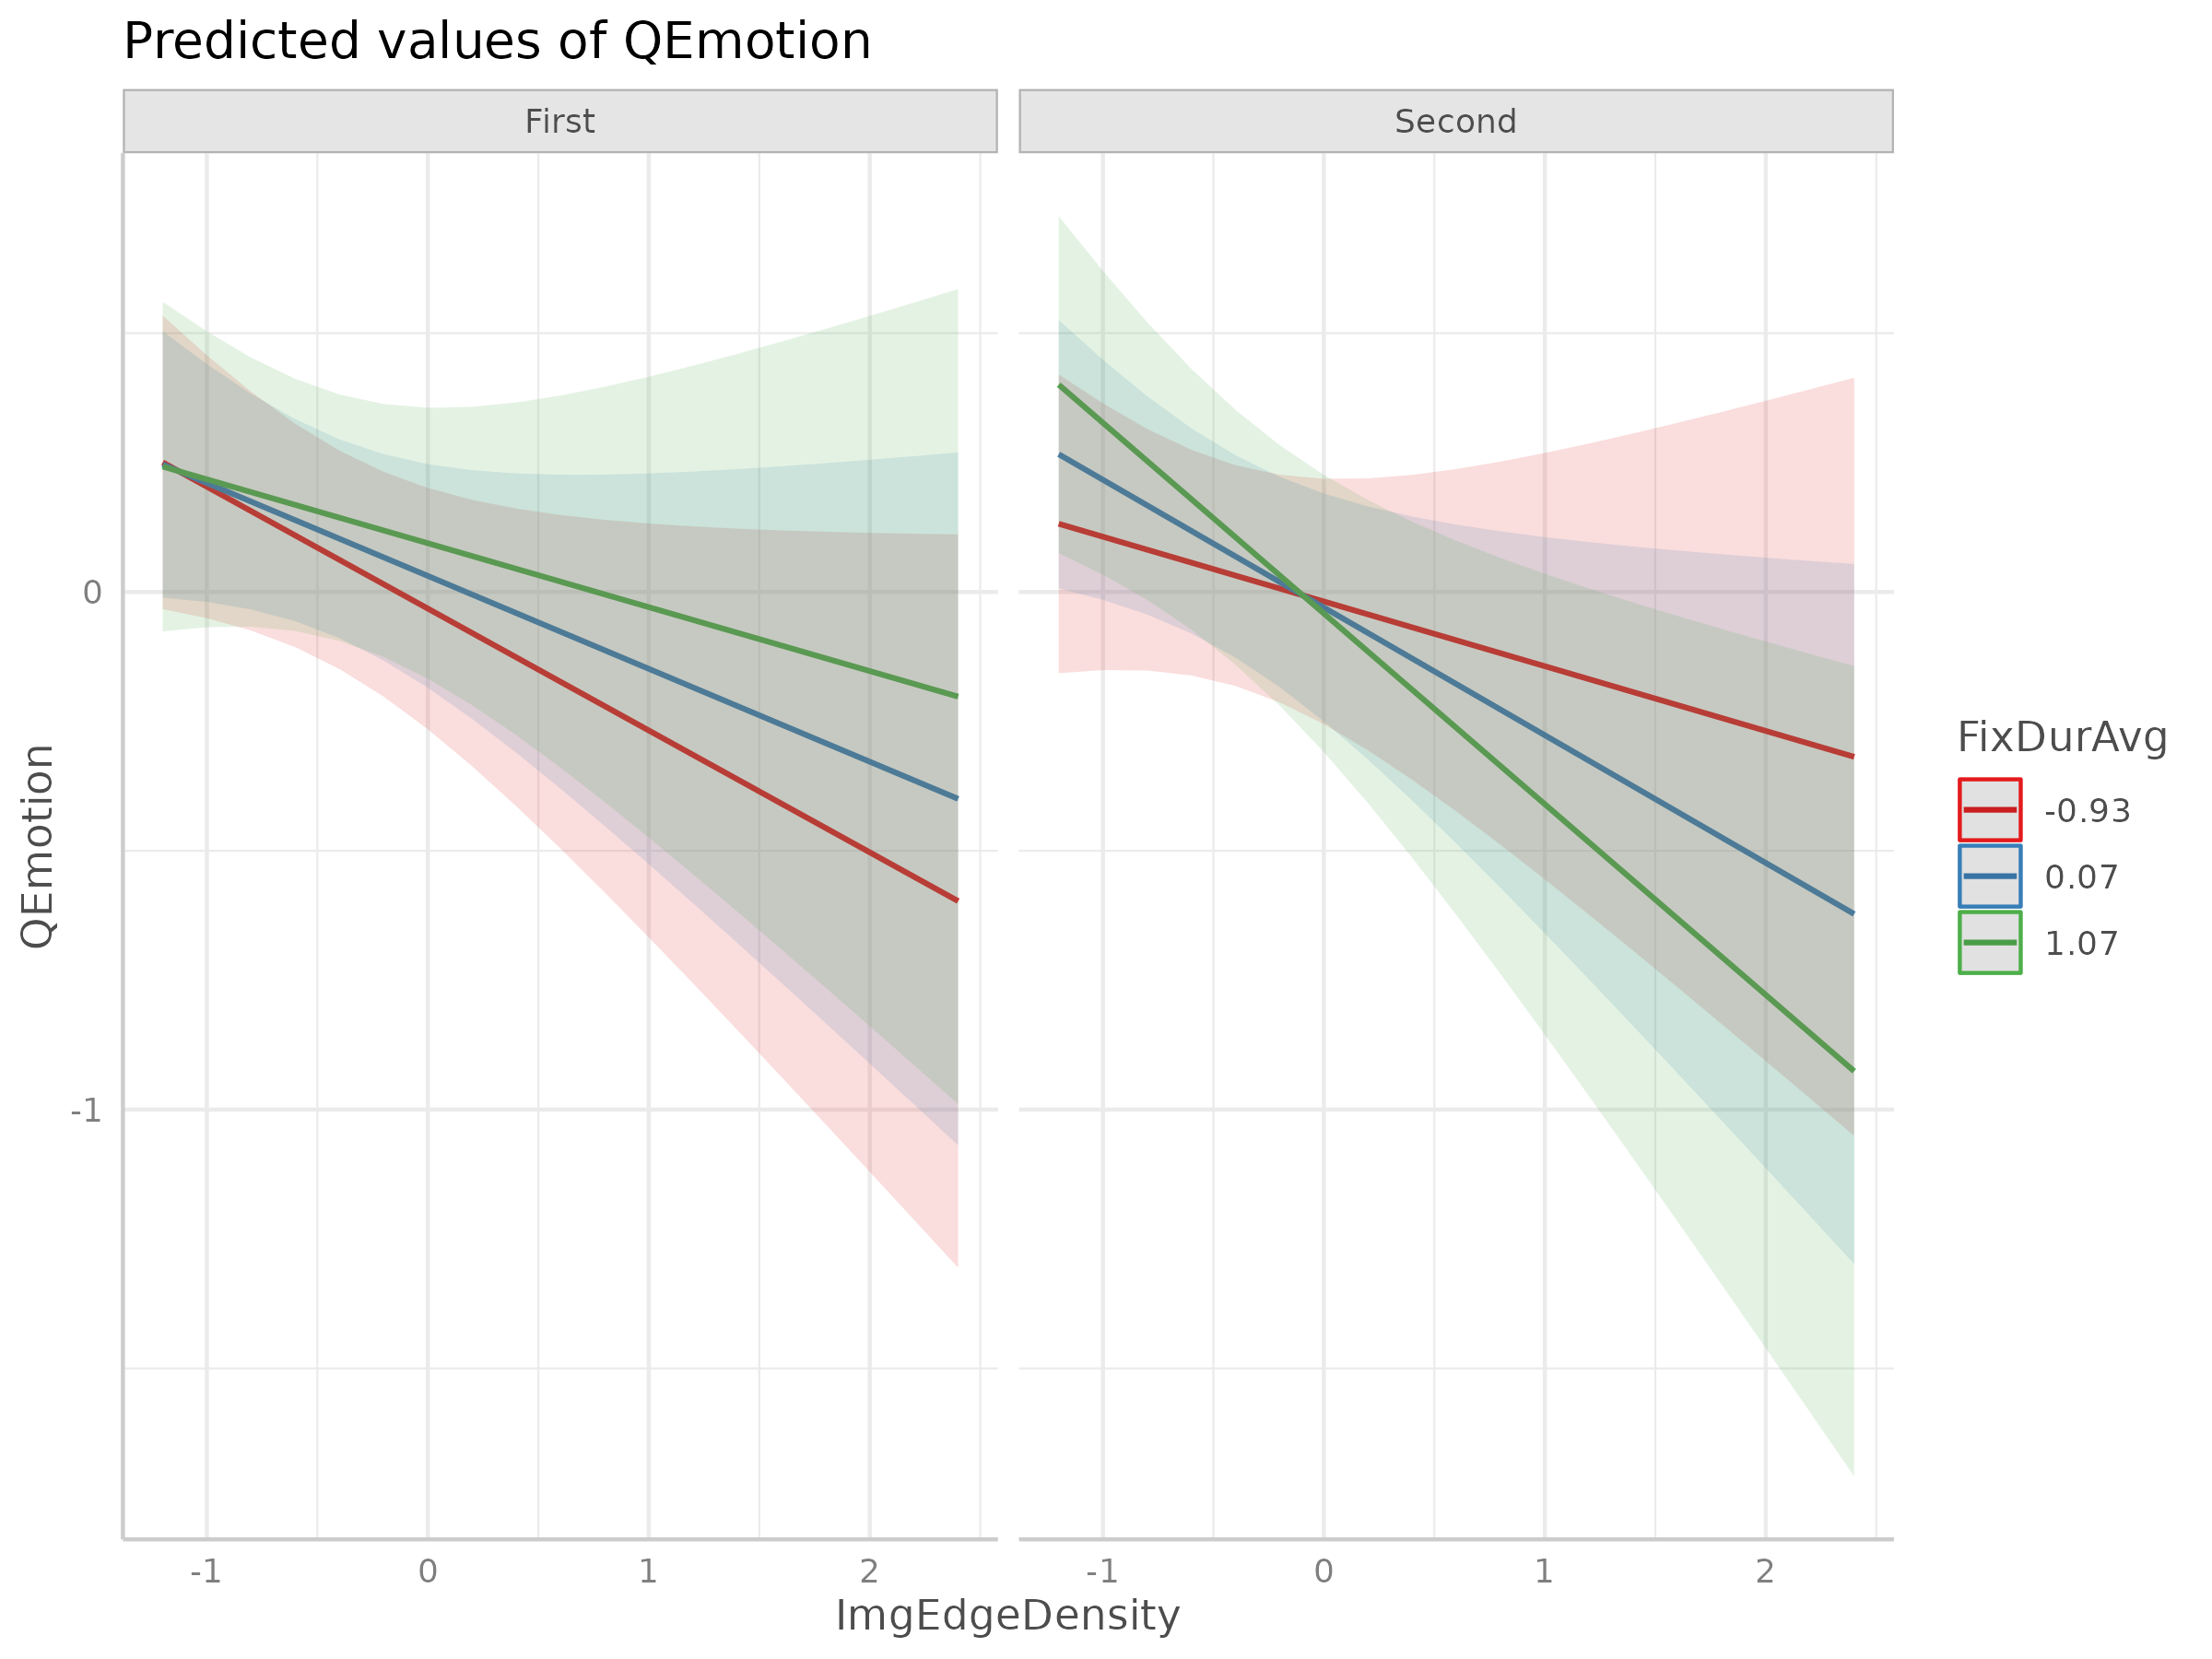 Predicted values of QEmotion
First
Second
0
-1
QEmotion
-1
0
1
2
-1
0
1
2
ImgEdgeDensity
FixDurAvg
-0.93
0.07
1.07